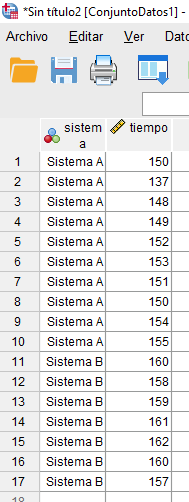 *Sin título2 [ConjuntoDatos1] -
Archivo Editar Ver Dato
sistema tiempo
1 Sistema A 150
2 Sistema A 137
3 Sistema A 148
4 Sistema A 149
5 Sistema A 152
6 Sistema A 153
7 Sistema A 151
8 Sistema A 150
9 Sistema A 154
10 Sistema A 155
11 Sistema B 160
12 Sistema B 158
13 Sistema B 159
14 Sistema B 161
15 Sistema B 162
16 Sistema B 160
17 Sistema B 157
18